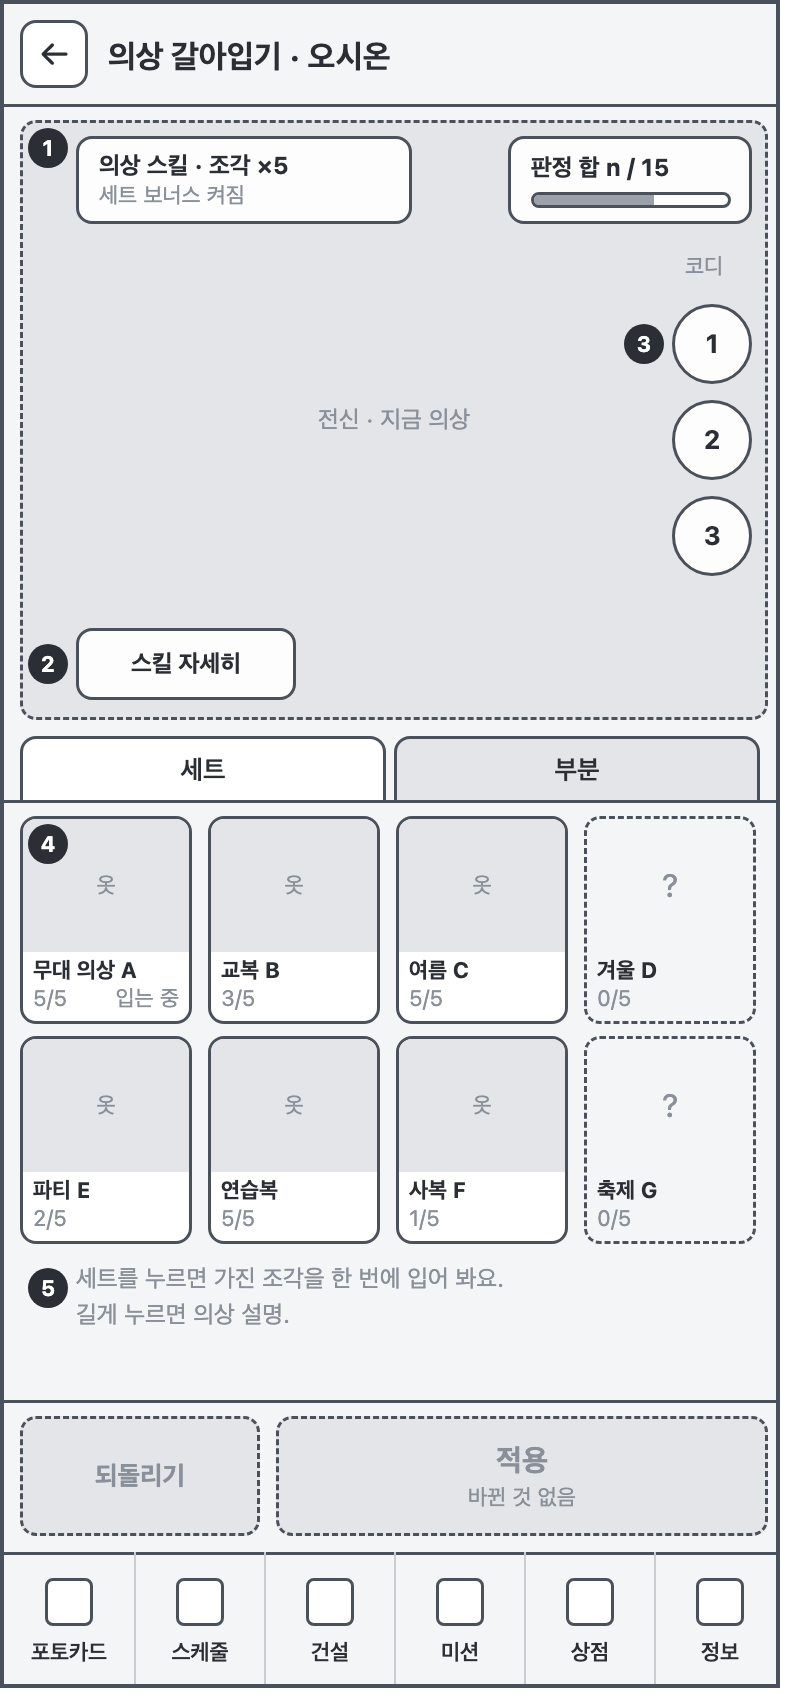 의상 갈아입기 · 오시온
1
의상 스킬 · 조각 ×5
세트 보너스 켜짐
판정 합 n / 15
코디
3
1
전신 · 지금 의상
2
3
2
스킬 자세히
세트
부분
4
옷
옷
옷
?
무대 의상 A
5/5
입는 중
교복 B
3/5
여름 C
5/5
겨울 D
0/5
옷
옷
옷
?
파티 E
2/5
연습복
5/5
사복 F
1/5
축제 G
0/5
5
세트를 누르면 가진 조각을 한 번에 입어 봐요.
길게 누르면 의상 설명.
되돌리기
적용
바뀐 것 없음
포토카드
스케줄
건설
미션
상점
정보